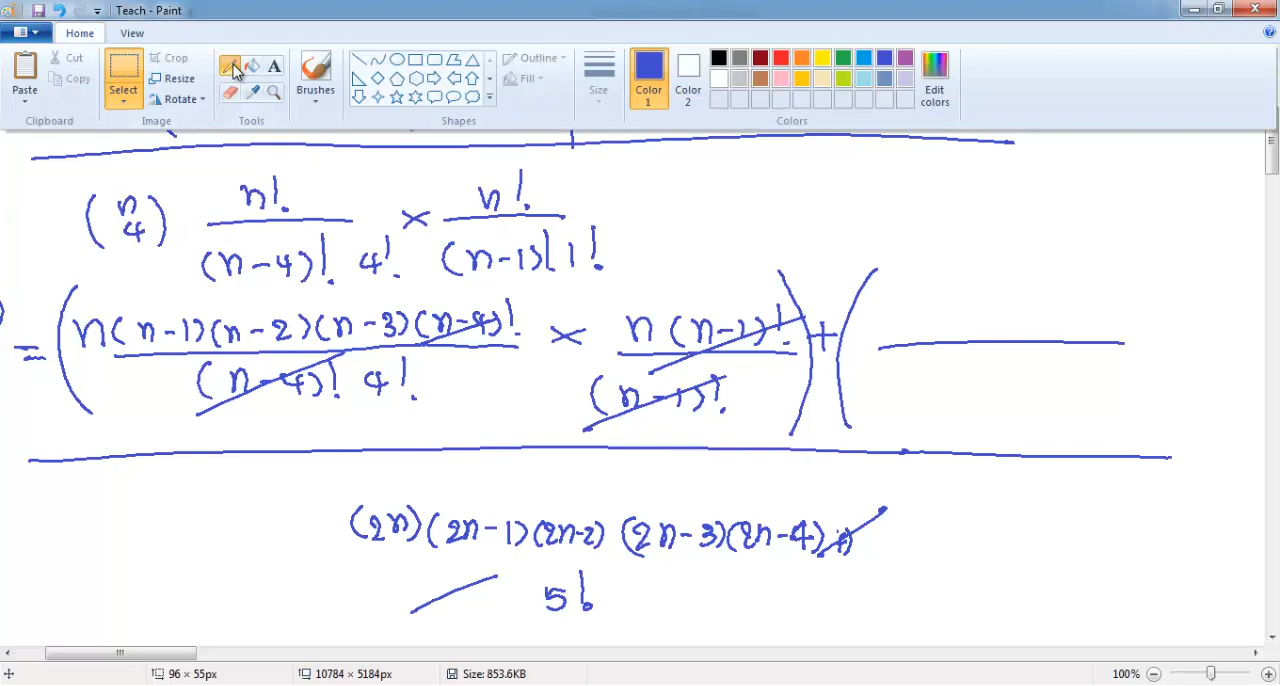 Teach - Paint
Home View
Paste Cut Copy
Select Crop Resize Rotate
Brushes
Outline Fill
Size
Color 1 Color 2
Edit colors
Clipboard Image Tools Shapes Colors
(n 4) n! / (n-4)! 4! × n! / (n-1)! 1!
= (n(n-1)(n-2)(n-3)(n-4)! / (n-4)! 4! × n(n-1)! / (n-1)!) + (
(2n)(2n-1)(2n-2)(2n-3)(2n-4)
5!
96 × 55px 10784 × 5184px Size: 853.6KB 100%